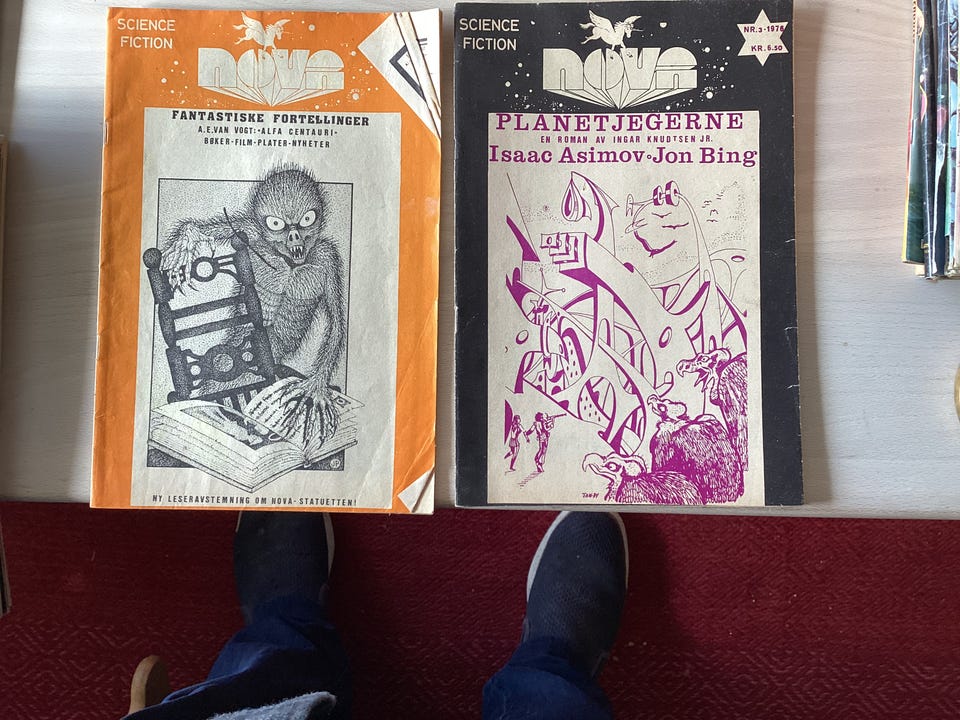 SCIENCE
FICTION
NOVA
FANTASTISKE FORTELLINGER
A.E.VAN VOGT:·ALFA CENTAURI·
BØKER·FILM·PLATER·NYHETER
NY LESERAVSTEMNING OM NOVA-STATUETTEN!
SCIENCE
FICTION
NOVA
NR.3-1976
KR. 6.50
PLANETJEGERNE
EN ROMAN AV INGAR KNUDTSEN JR.
Isaac Asimov·Jon Bing